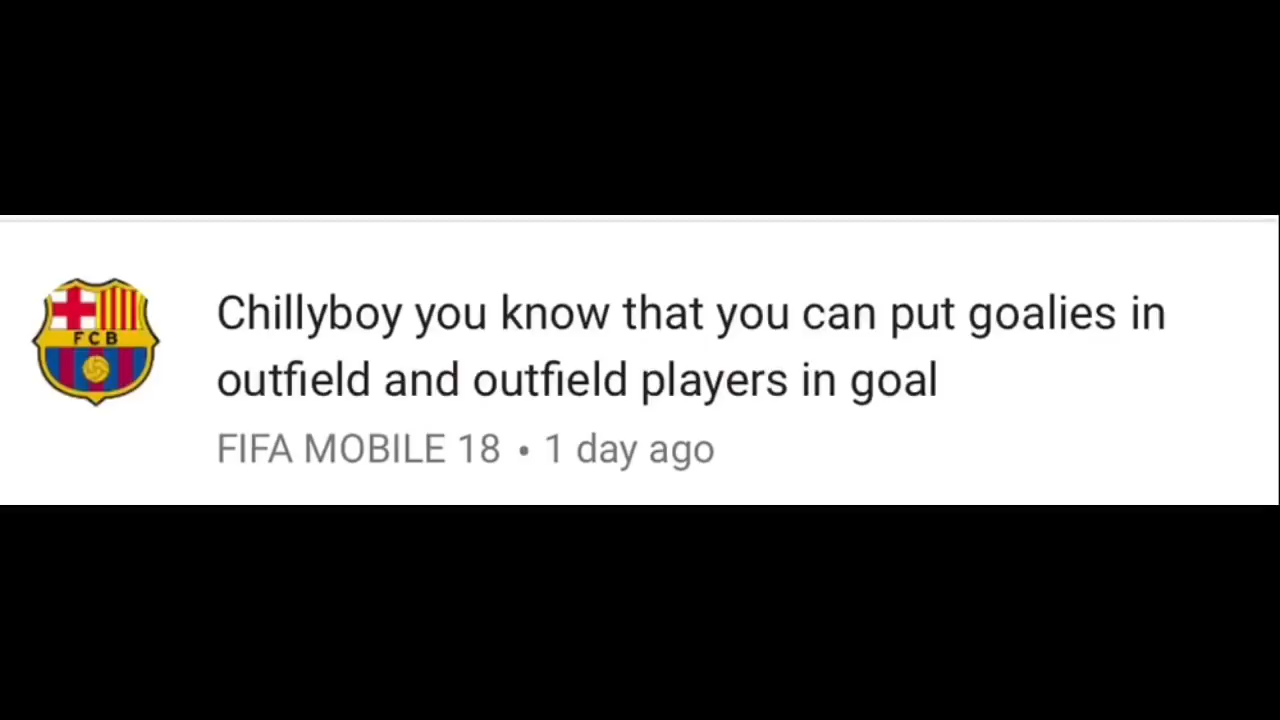 FCB
Chillyboy you know that you can put goalies in
outfield and outfield players in goal
FIFA MOBILE 18 • 1 day ago